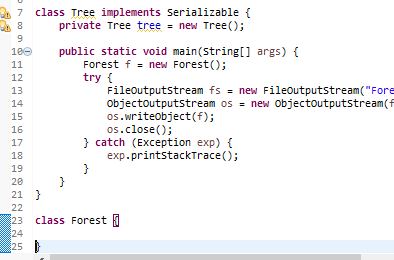 7 class Tree implements Serializable {
8 private Tree tree = new Tree();
9
10 public static void main(String[] args) {
11 Forest f = new Forest();
12 try {
13 FileOutputStream fs = new FileOutputStream("Fore
14 ObjectOutputStream os = new ObjectOutputStream(f
15 os.writeObject(f);
16 os.close();
17 } catch (Exception exp) {
18 exp.printStackTrace();
19 }
20 }
21 }
22
23 class Forest {
24
25 }